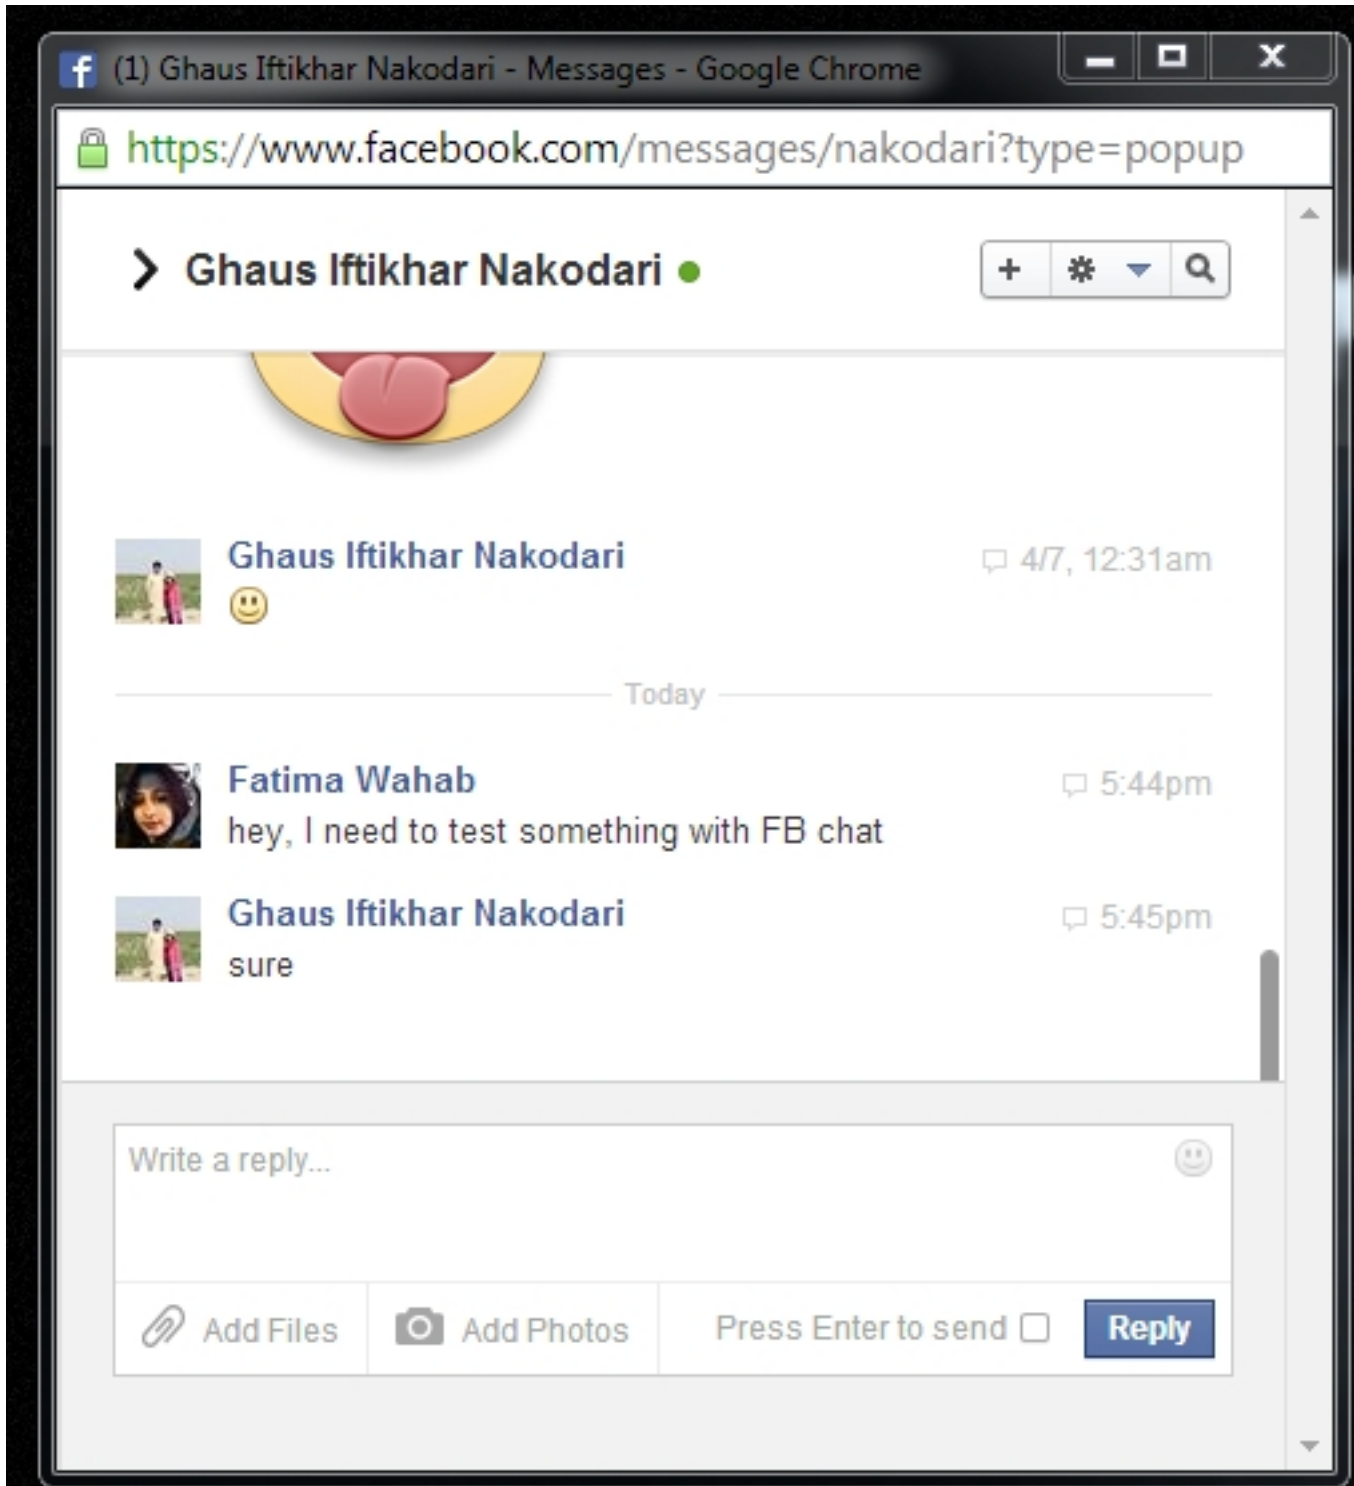 (1) Ghaus Iftikhar Nakodari - Messages - Google Chrome
https://www.facebook.com/messages/nakodari?type=popup
Ghaus Iftikhar Nakodari
Ghaus Iftikhar Nakodari 4/7, 12:31am
Today
Fatima Wahab 5:44pm
hey, I need to test something with FB chat
Ghaus Iftikhar Nakodari 5:45pm
sure
Write a reply...
Add Files Add Photos Press Enter to send Reply